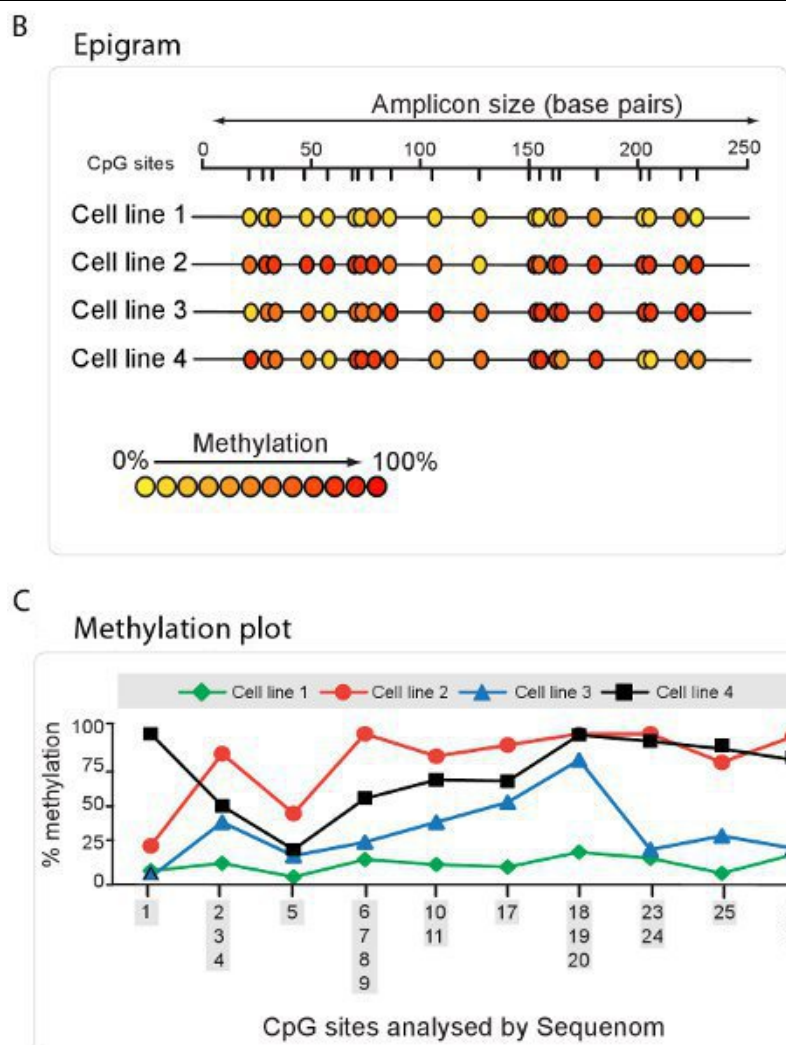 B
Epigram
Amplicon size (base pairs)
0 50 100 150 200 250
CpG sites
Cell line 1
Cell line 2
Cell line 3
Cell line 4
Methylation
0% 100%
C
Methylation plot
Cell line 1 Cell line 2 Cell line 3 Cell line 4
% methylation
100
75
50
25
0
1 2 5 6 10 17 18 23 25
3 7 11 19 24
4 8 20
9
CpG sites analysed by Sequenom